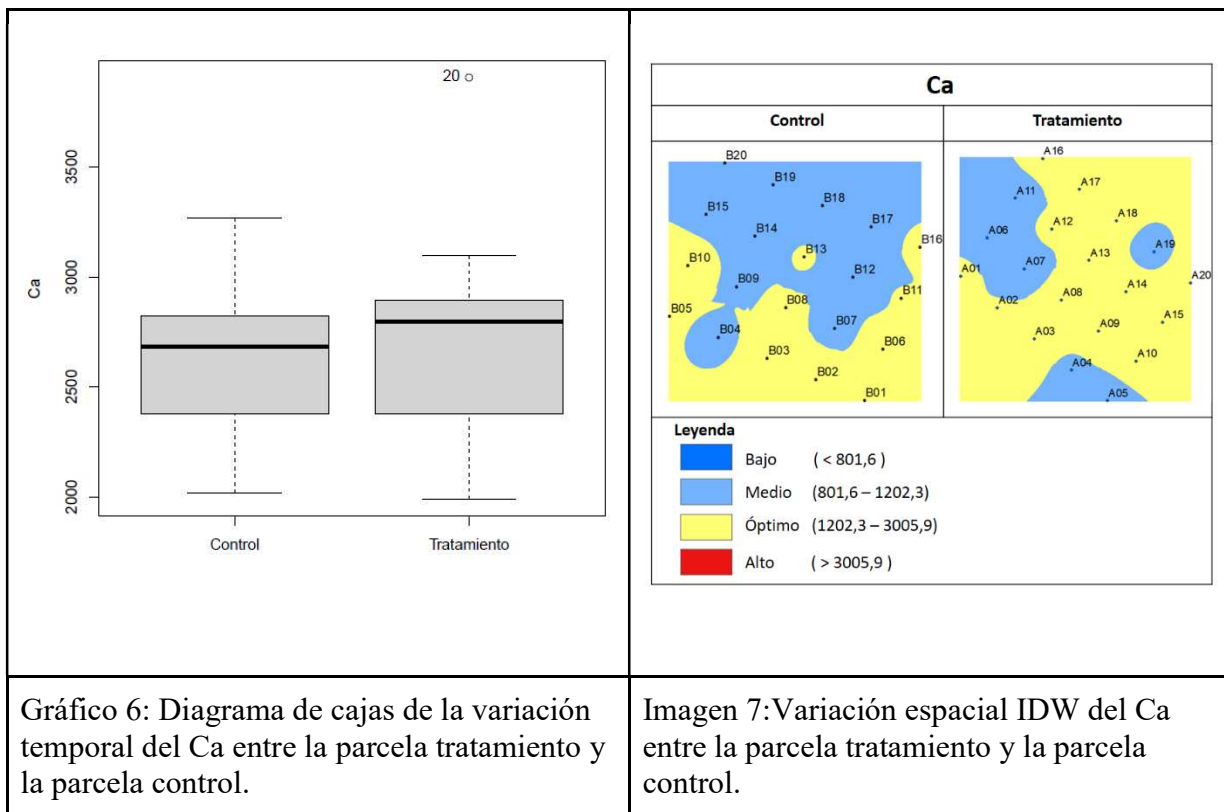 20
3500
3000
2500
2000
Ca
Control
Tratamiento
Ca
Control
Tratamiento
B20
B19
B18
B15
B17
B14
B16
B13
B10
B12
B09
B11
B08
B05
B07
B04
B06
B03
B02
B01
A16
A17
A11
A18
A12
A06
A19
A13
A07
A01
A20
A14
A08
A02
A15
A09
A03
A10
A04
A05
Leyenda
Bajo ( < 801,6 )
Medio (801,6 – 1202,3)
Óptimo (1202,3 – 3005,9)
Alto ( > 3005,9 )
Gráfico 6: Diagrama de cajas de la variación
temporal del Ca entre la parcela tratamiento y
la parcela control.
Imagen 7:Variación espacial IDW del Ca
entre la parcela tratamiento y la parcela
control.